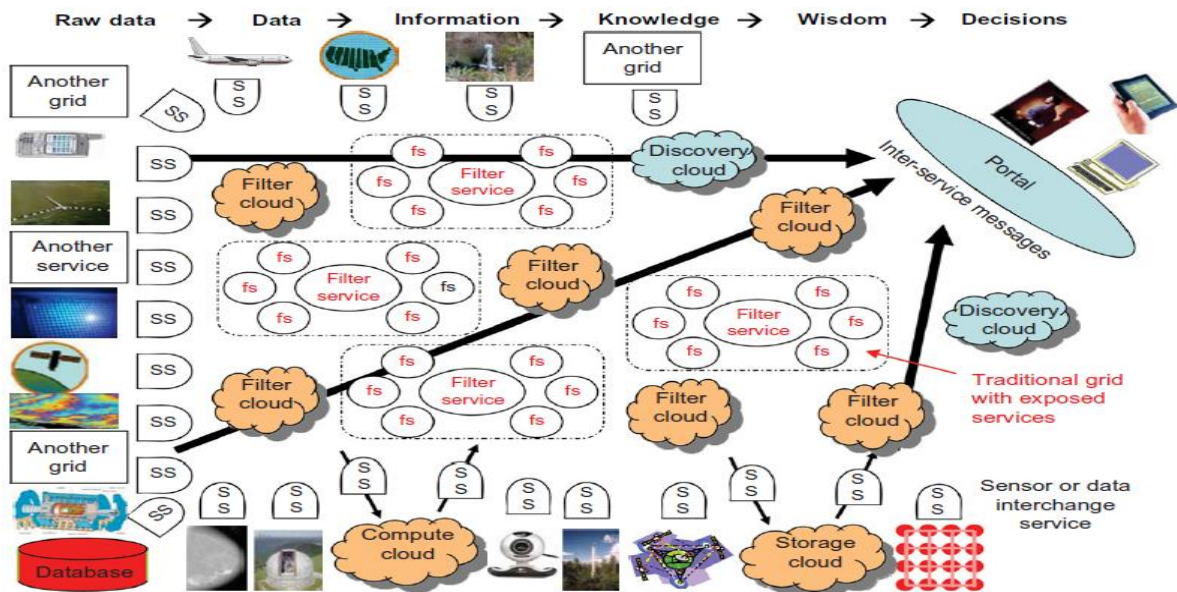 Raw data Data Information Knowledge Wisdom Decisions
Another
grid
SS
S
S
S
S
S
S
Another
grid
S
S
SS
fs fs
fs Filter fs
service
fs fs
Filter
cloud
Discovery
cloud
Portal
Inter-service messages
SS
Another
service
SS
fs fs
fs Filter fs
service
fs
fs
Filter
cloud
Filter
cloud
SS
fs fs
fs Filter fs
service
fs fs
Discovery
cloud
SS
fs fs
fs Filter fs
service
fs fs
Filter
cloud
Filter
cloud
Filter
cloud
Traditional grid
with exposed
services
SS
Another
grid
SS
SS
Database
S
S
S
S
S
S
Compute
cloud
S
S
S
S
S
S
S
S
S
S
Storage
cloud
S
S
S
S
Sensor or data
interchange
service